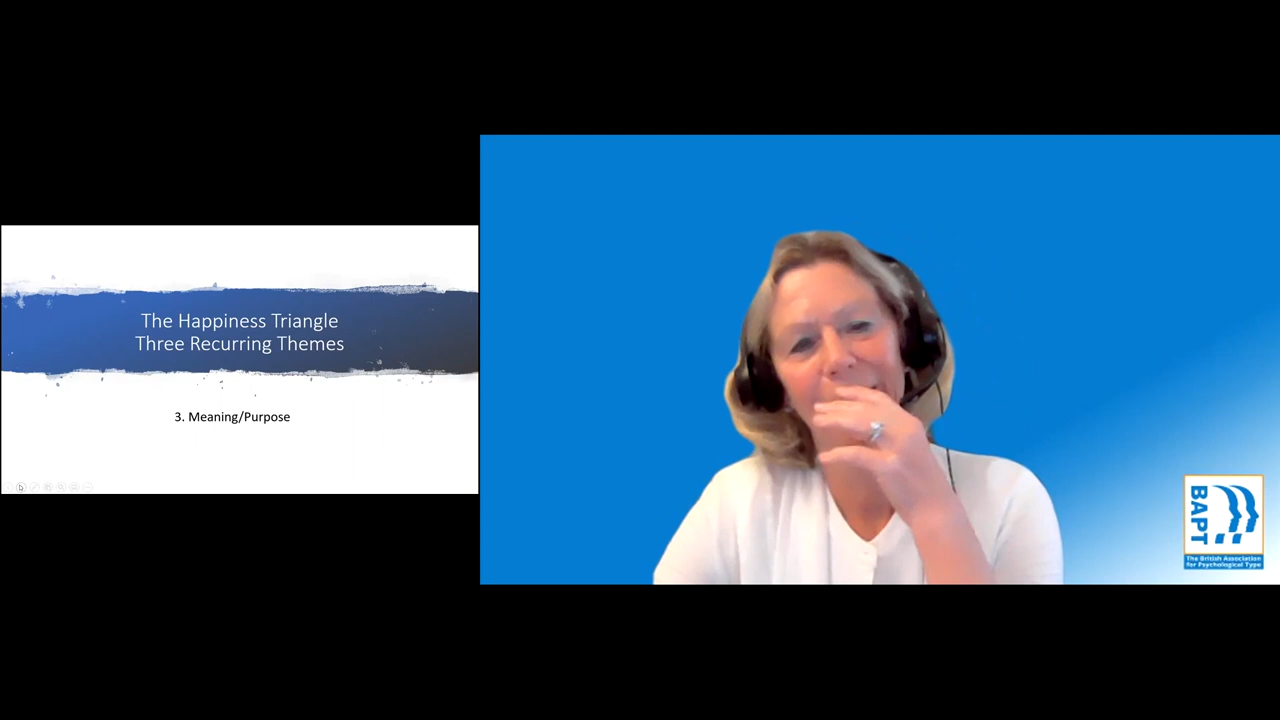 The Happiness Triangle
Three Recurring Themes
3. Meaning/Purpose
BAPT
The British Association
for Psychological Type